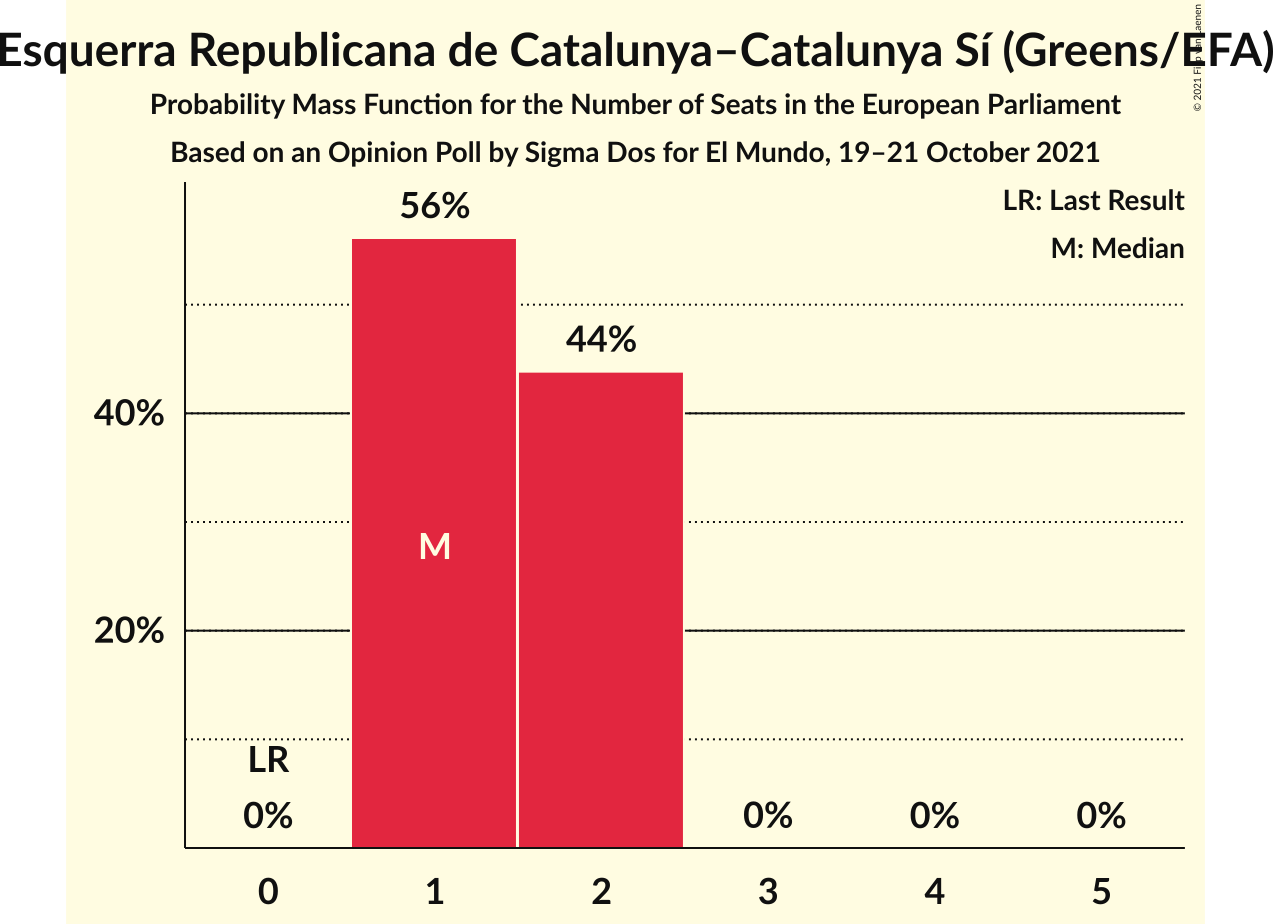 Esquerra Republicana de Catalunya–Catalunya Sí (Greens/EFA)
Probability Mass Function for the Number of Seats in the European Parliament
Based on an Opinion Poll by Sigma Dos for El Mundo, 19–21 October 2021
LR: Last Result
M: Median
56%
44%
40%
M
20%
LR
0%
0%
0%
0%
0 1 2 3 4 5
© 2021